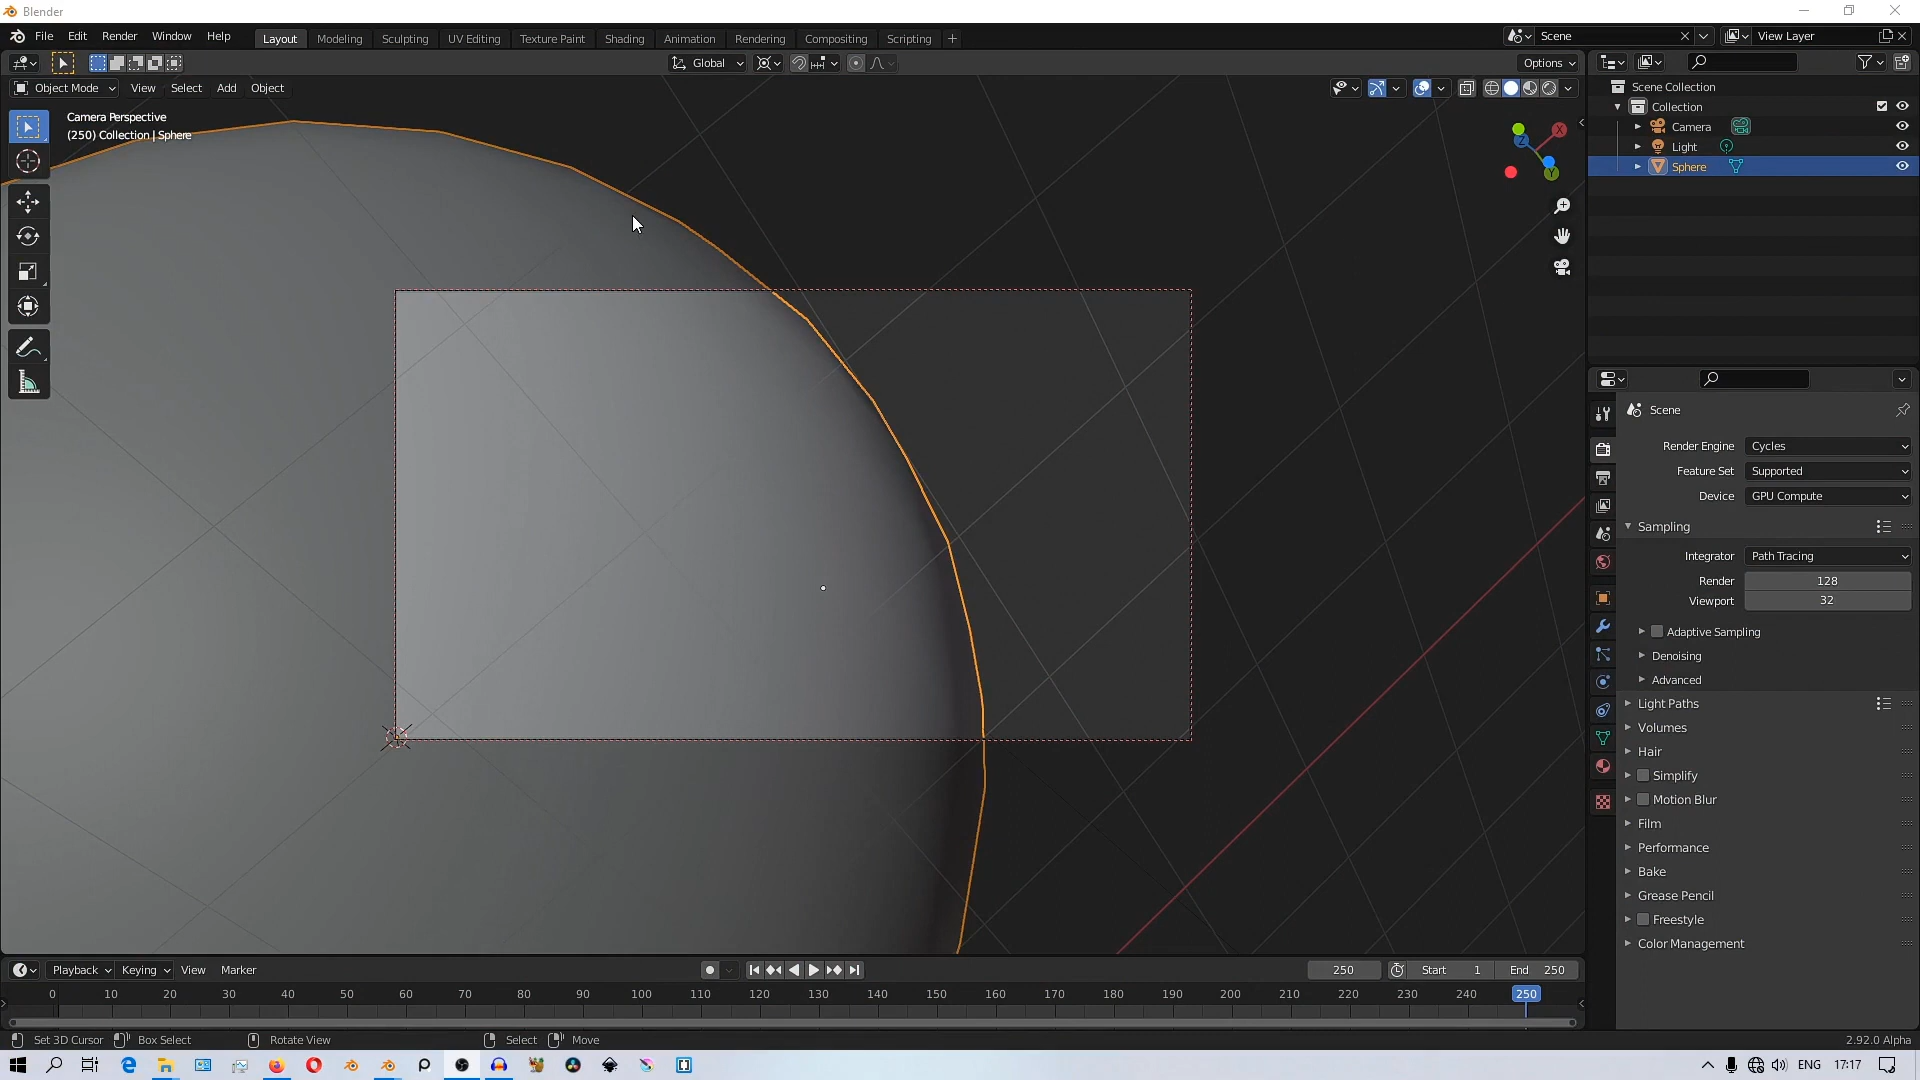 Blender
File Edit Render Window Help
Layout Modeling Sculpting UV Editing Texture Paint Shading Animation Rendering Compositing Scripting +
Scene
View Layer
Global
Options
Object Mode View Select Add Object
Camera Perspective
(250) Collection | Sphere
X
Z
Y
Scene Collection
Collection
Camera
Light
Sphere
Scene
Render Engine Cycles
Feature Set Supported
Device GPU Compute
Sampling
Integrator Path Tracing
Render 128
Viewport 32
Adaptive Sampling
Denoising
Advanced
Light Paths
Volumes
Hair
Simplify
Motion Blur
Film
Performance
Bake
Grease Pencil
Freestyle
Color Management
Playback Keying View Marker
250 Start 1 End 250
0 10 20 30 40 50 60 70 80 90 100 110 120 130 140 150 160 170 180 190 200 210 220 230 240 250
Set 3D Cursor Box Select Rotate View Select Move
2.92.0 Alpha
ENG 17:17